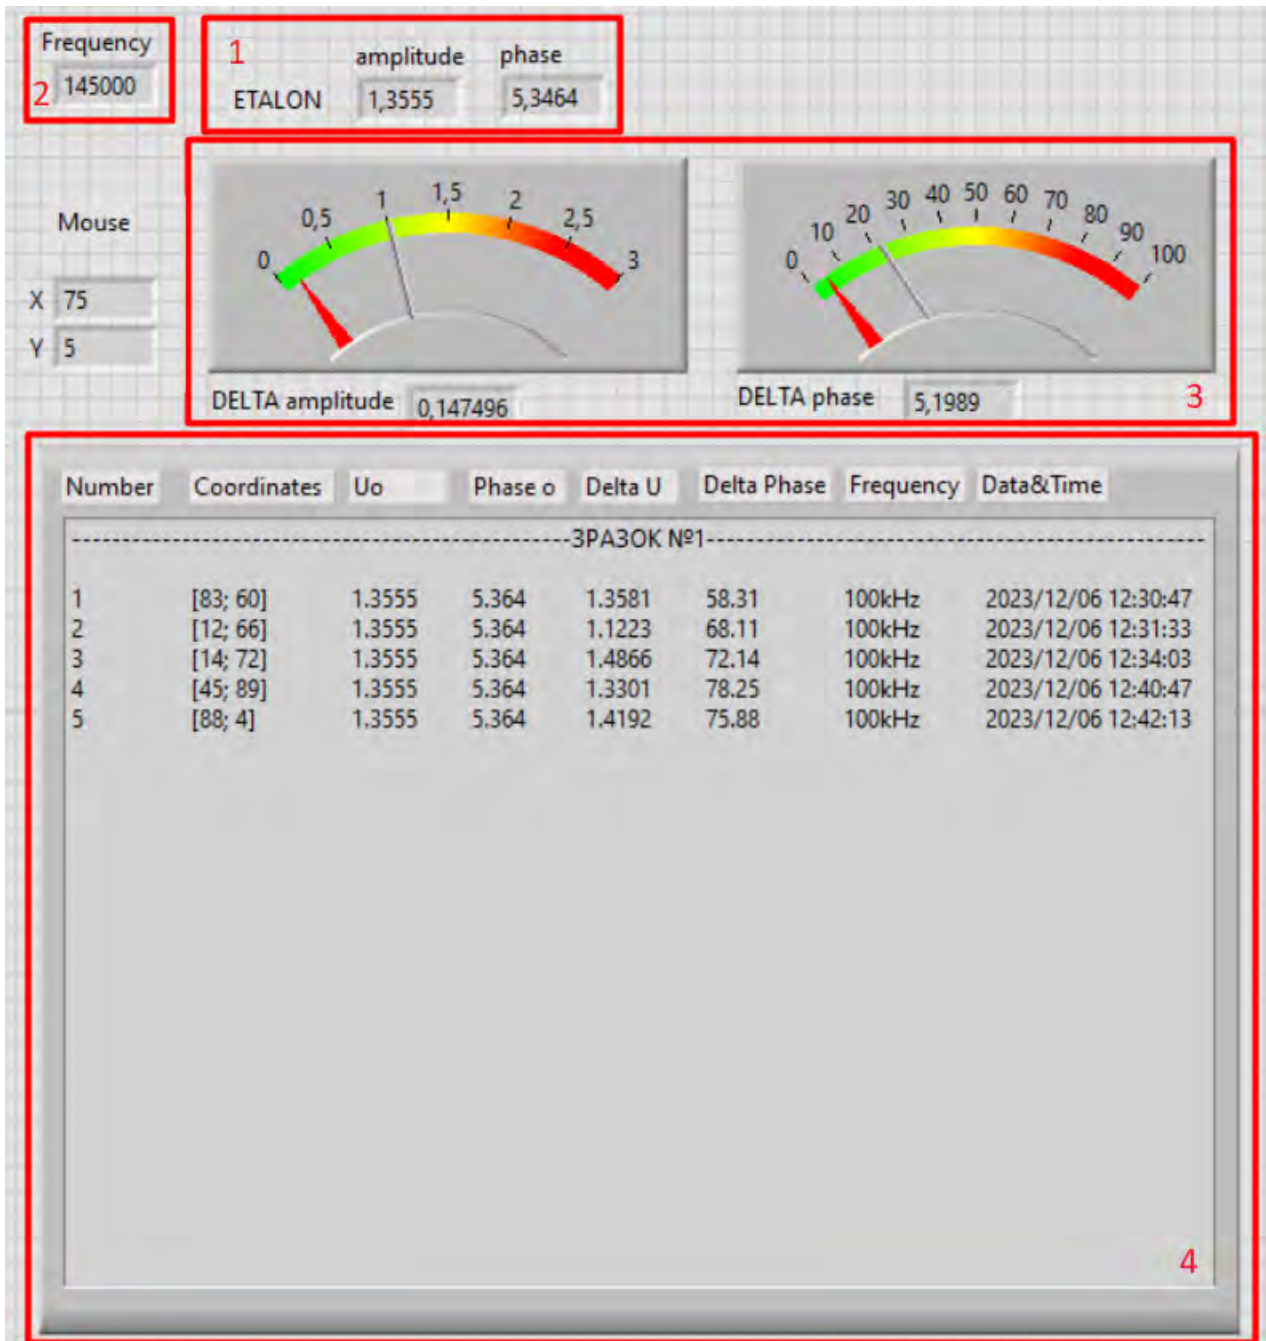 Frequency
2 145000
1 amplitude phase
ETALON 1,3555 5,3464
Mouse
X 75
Y 5
0 0,5 1 1,5 2 2,5 3
0 10 20 30 40 50 60 70 80 90 100
DELTA amplitude 0,147496
DELTA phase 5,1989
3
Number Coordinates Uo Phase o Delta U Delta Phase Frequency Data&Time
ЗРАЗОК №1
1 [83; 60] 1.3555 5.364 1.3581 58.31 100kHz 2023/12/06 12:30:47
2 [12; 66] 1.3555 5.364 1.1223 68.11 100kHz 2023/12/06 12:31:33
3 [14; 72] 1.3555 5.364 1.4866 72.14 100kHz 2023/12/06 12:34:03
4 [45; 89] 1.3555 5.364 1.3301 78.25 100kHz 2023/12/06 12:40:47
5 [88; 4] 1.3555 5.364 1.4192 75.88 100kHz 2023/12/06 12:42:13
4